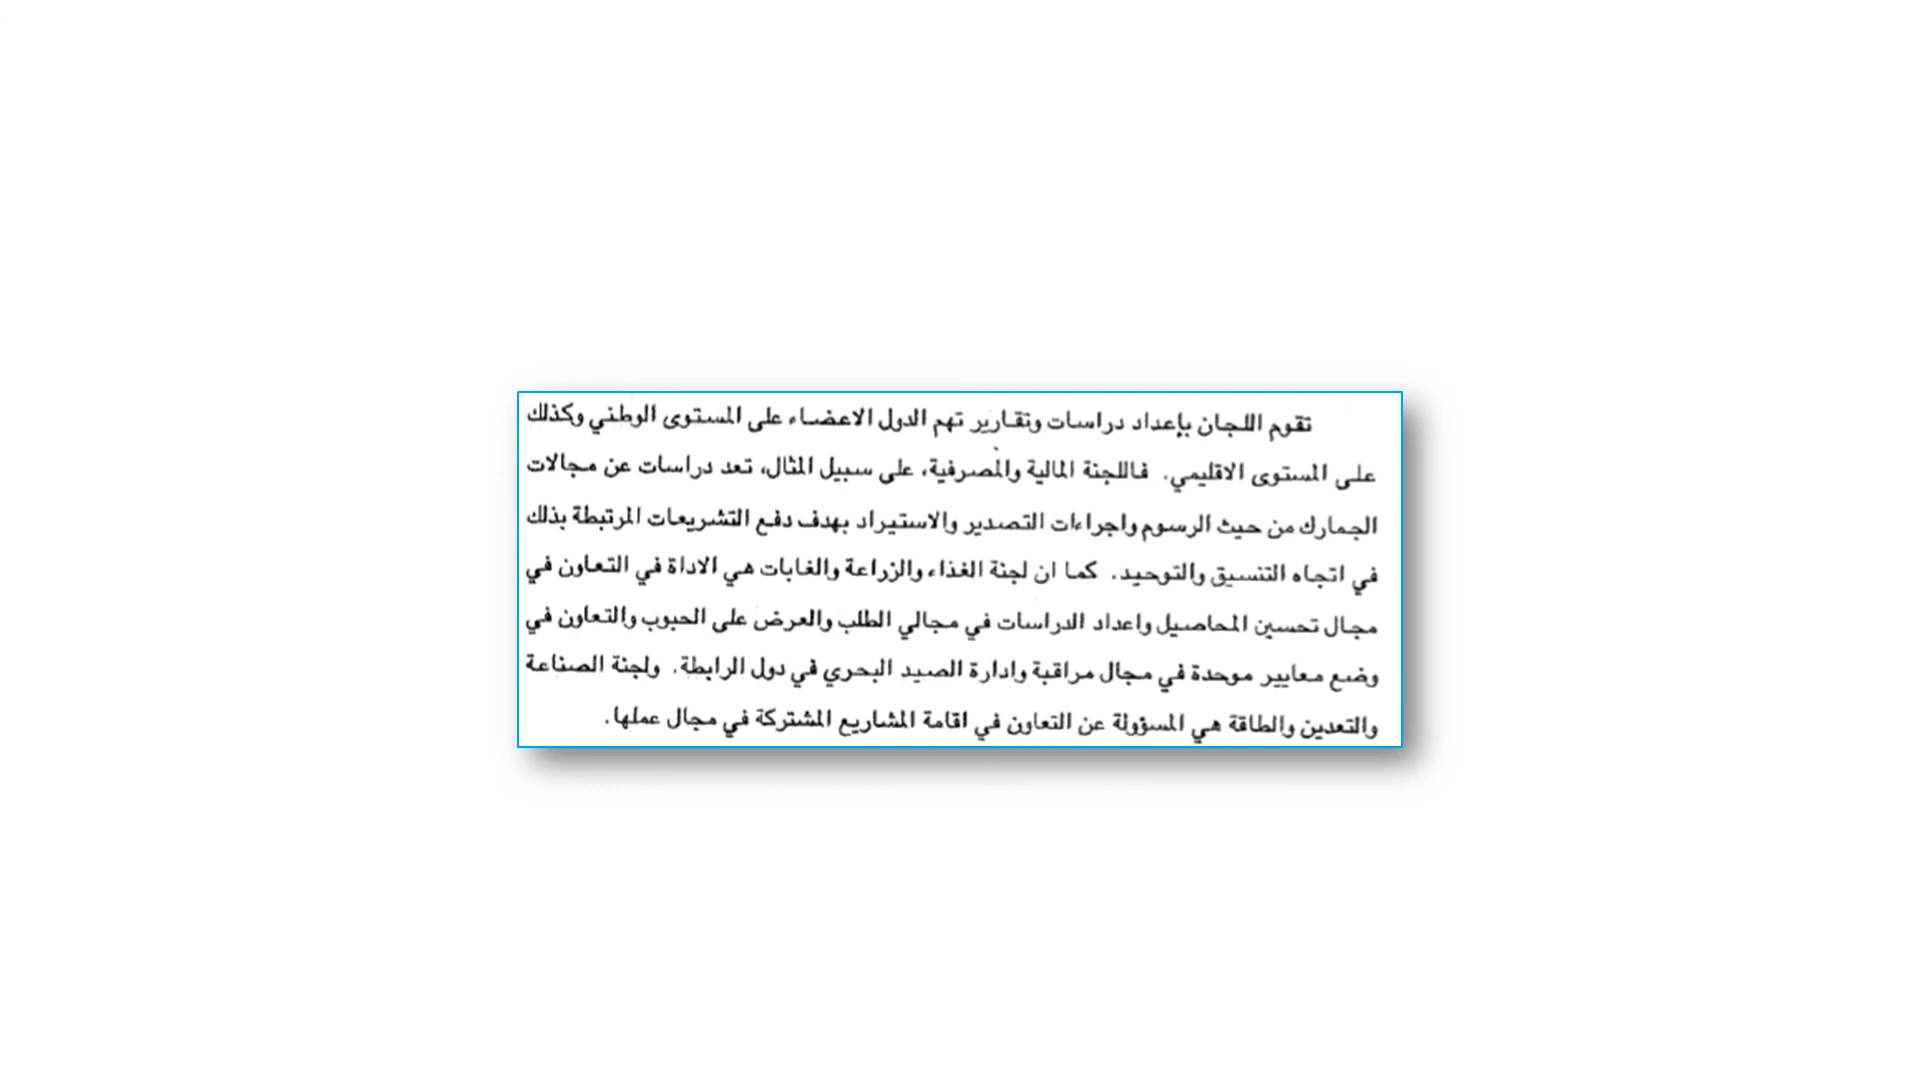 تقوم اللجان بإعداد دراسات وتقارير تهم الدول الاعضاء على المستوى الوطني وكذلك
على المستوى الاقليمي. فاللجنة المالية والمصرفية، على سبيل المثال، تعد دراسات عن مجالات
الجمارك من حيث الرسوم واجراءات التصدير والاستيراد بهدف دفع التشريعات المرتبطة بذلك
في اتجاه التنسيق والتوحيد. كما ان لجنة الغذاء والزراعة والغابات هي الاداة في التعاون في
مجال تحسين المحاصيل واعداد الدراسات في مجالي الطلب والعرض على الحبوب والتعاون في
وضع معايير موحدة في مجال مراقبة وادارة الصيد البحري في دول الرابطة. ولجنة الصناعة
والتعدين والطاقة هي المسؤولة عن التعاون في اقامة المشاريع المشتركة في مجال عملها.